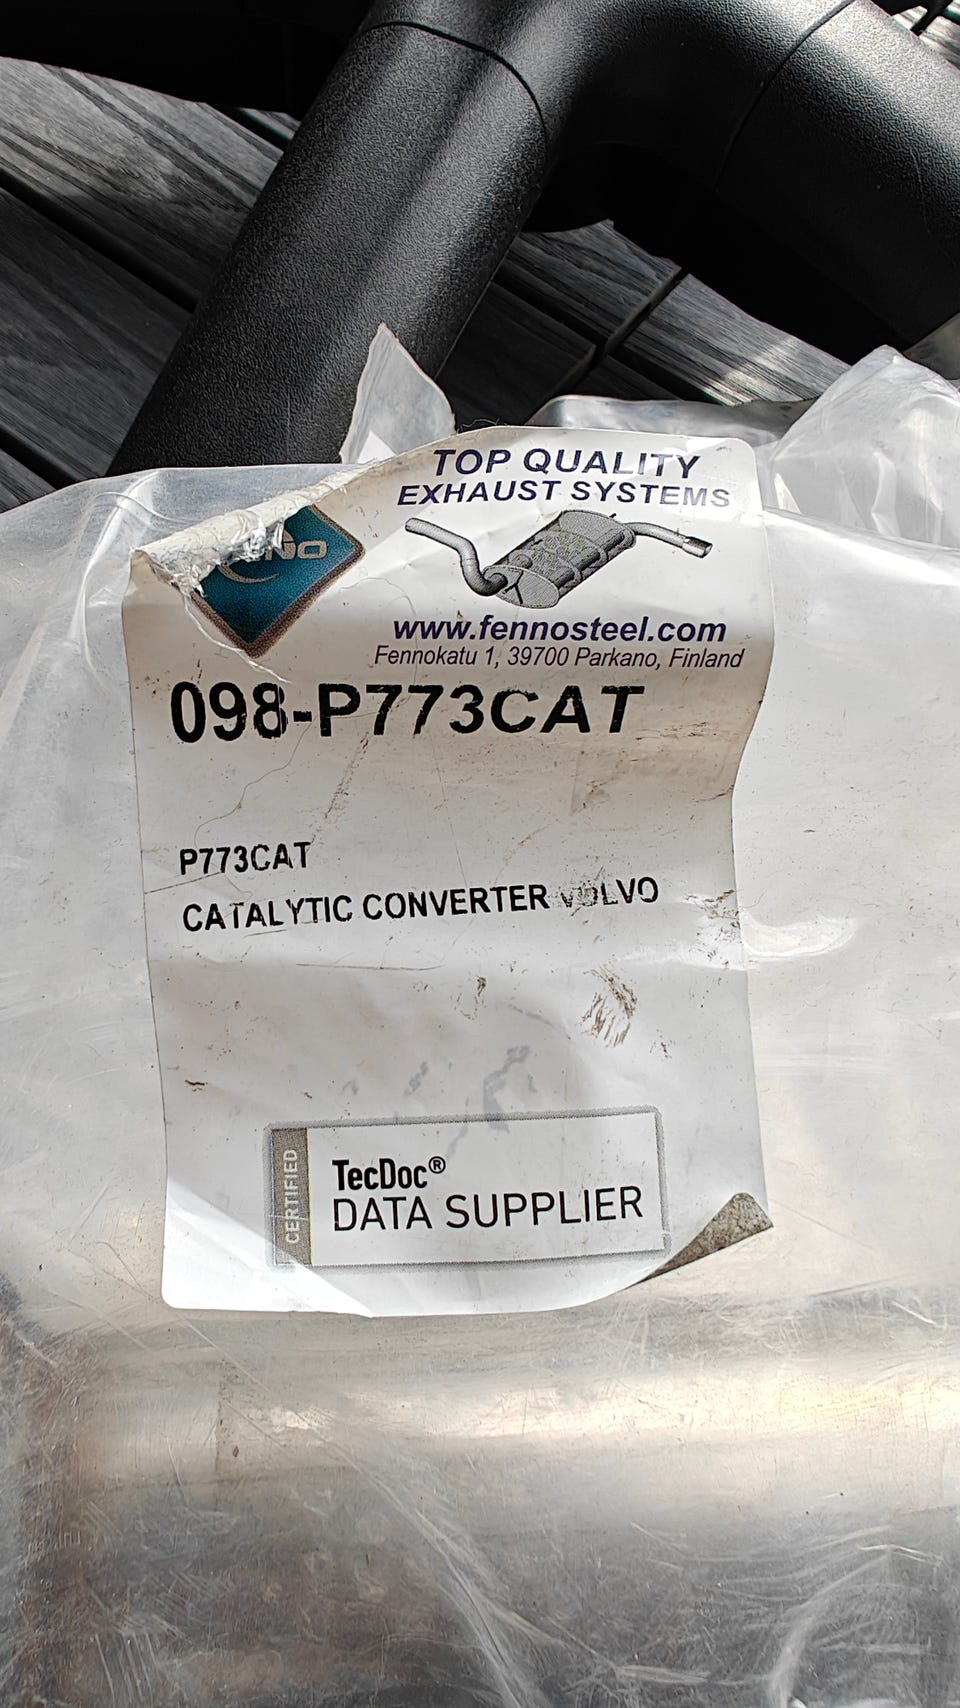 TOP QUALITY
EXHAUST SYSTEMS
www.fennosteel.com
Fennokatu 1, 39700 Parkano, Finland
098-P773CAT
P773CAT
CATALYTIC CONVERTER VOLVO
CERTIFIED
TecDoc®
DATA SUPPLIER